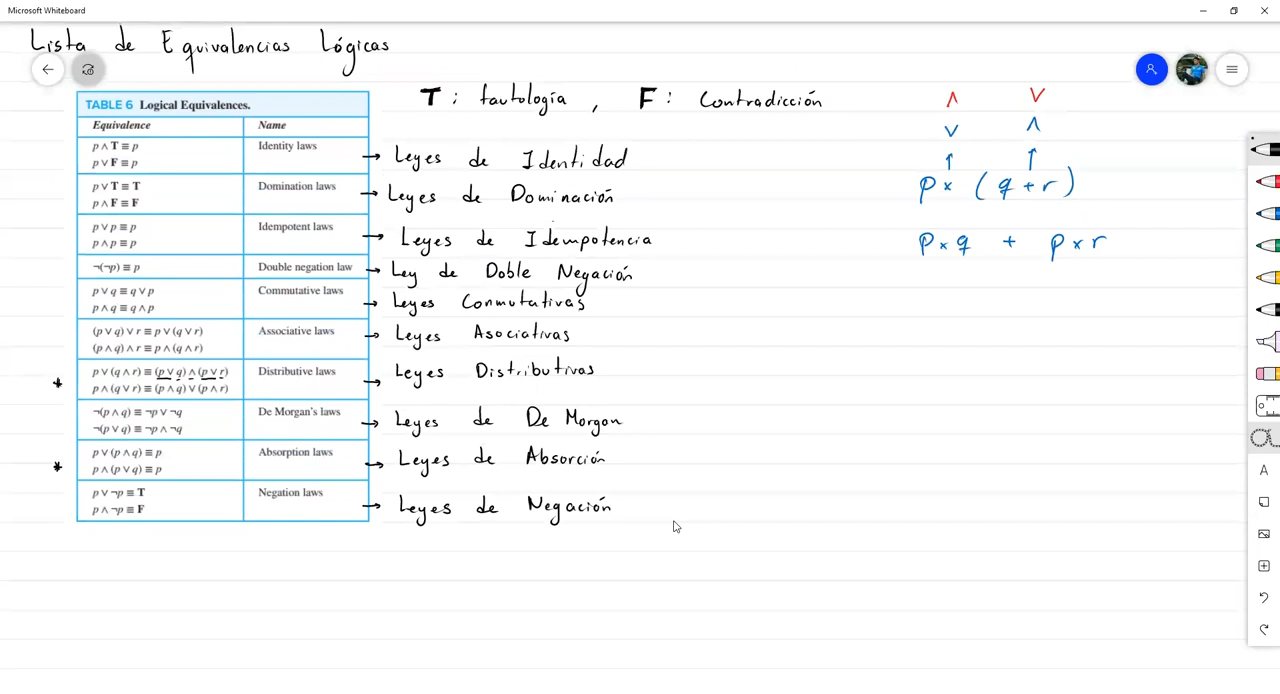 Microsoft Whiteboard
Lista de Equivalencias Lógicas
TABLE 6 Logical Equivalences.
Equivalence Name
p ∧ T ≡ p Identity laws
p ∨ F ≡ p
p ∨ T ≡ T Domination laws
p ∧ F ≡ F
p ∨ p ≡ p Idempotent laws
p ∧ p ≡ p
¬(¬p) ≡ p Double negation law
p ∨ q ≡ q ∨ p Commutative laws
p ∧ q ≡ q ∧ p
(p ∨ q) ∨ r ≡ p ∨ (q ∨ r) Associative laws
(p ∧ q) ∧ r ≡ p ∧ (q ∧ r)
p ∨ (q ∧ r) ≡ (p ∨ q) ∧ (p ∨ r) Distributive laws
p ∧ (q ∨ r) ≡ (p ∧ q) ∨ (p ∧ r)
¬(p ∧ q) ≡ ¬p ∨ ¬q De Morgan's laws
¬(p ∨ q) ≡ ¬p ∧ ¬q
p ∨ (p ∧ q) ≡ p Absorption laws
p ∧ (p ∨ q) ≡ p
p ∨ ¬p ≡ T Negation laws
p ∧ ¬p ≡ F
T : tautología , F : Contradicción
→ Leyes de Identidad
→ Leyes de Dominación
→ Leyes de Idempotencia
→ Ley de Doble Negación
→ Leyes Conmutativas
→ Leyes Asociativas
→ Leyes Distributivas
→ Leyes de De Morgan
→ Leyes de Absorción
→ Leyes de Negación
∧ ∨
∨ ∧
↑ ↑
p × ( q + r )
p × q + p × r
A